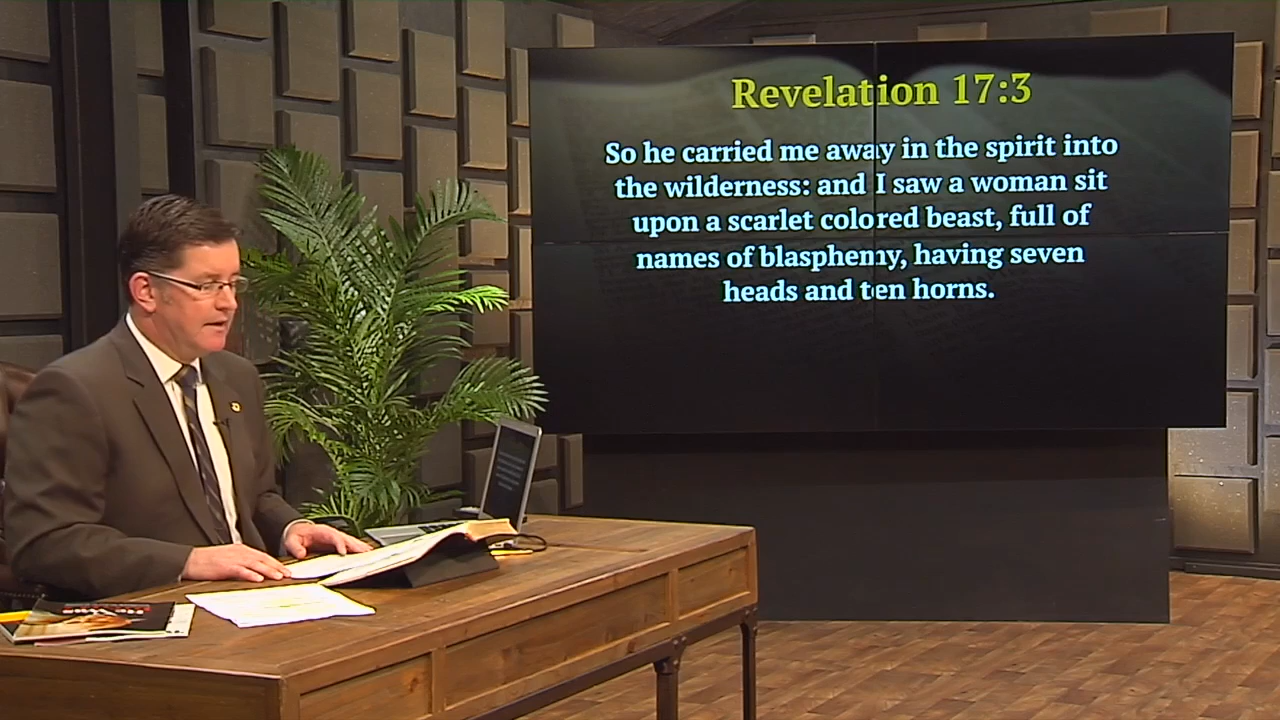 Revelation 17:3
So he carried me away in the spirit into
the wilderness: and I saw a woman sit
upon a scarlet colored beast, full of
names of blasphemy, having seven
heads and ten horns.